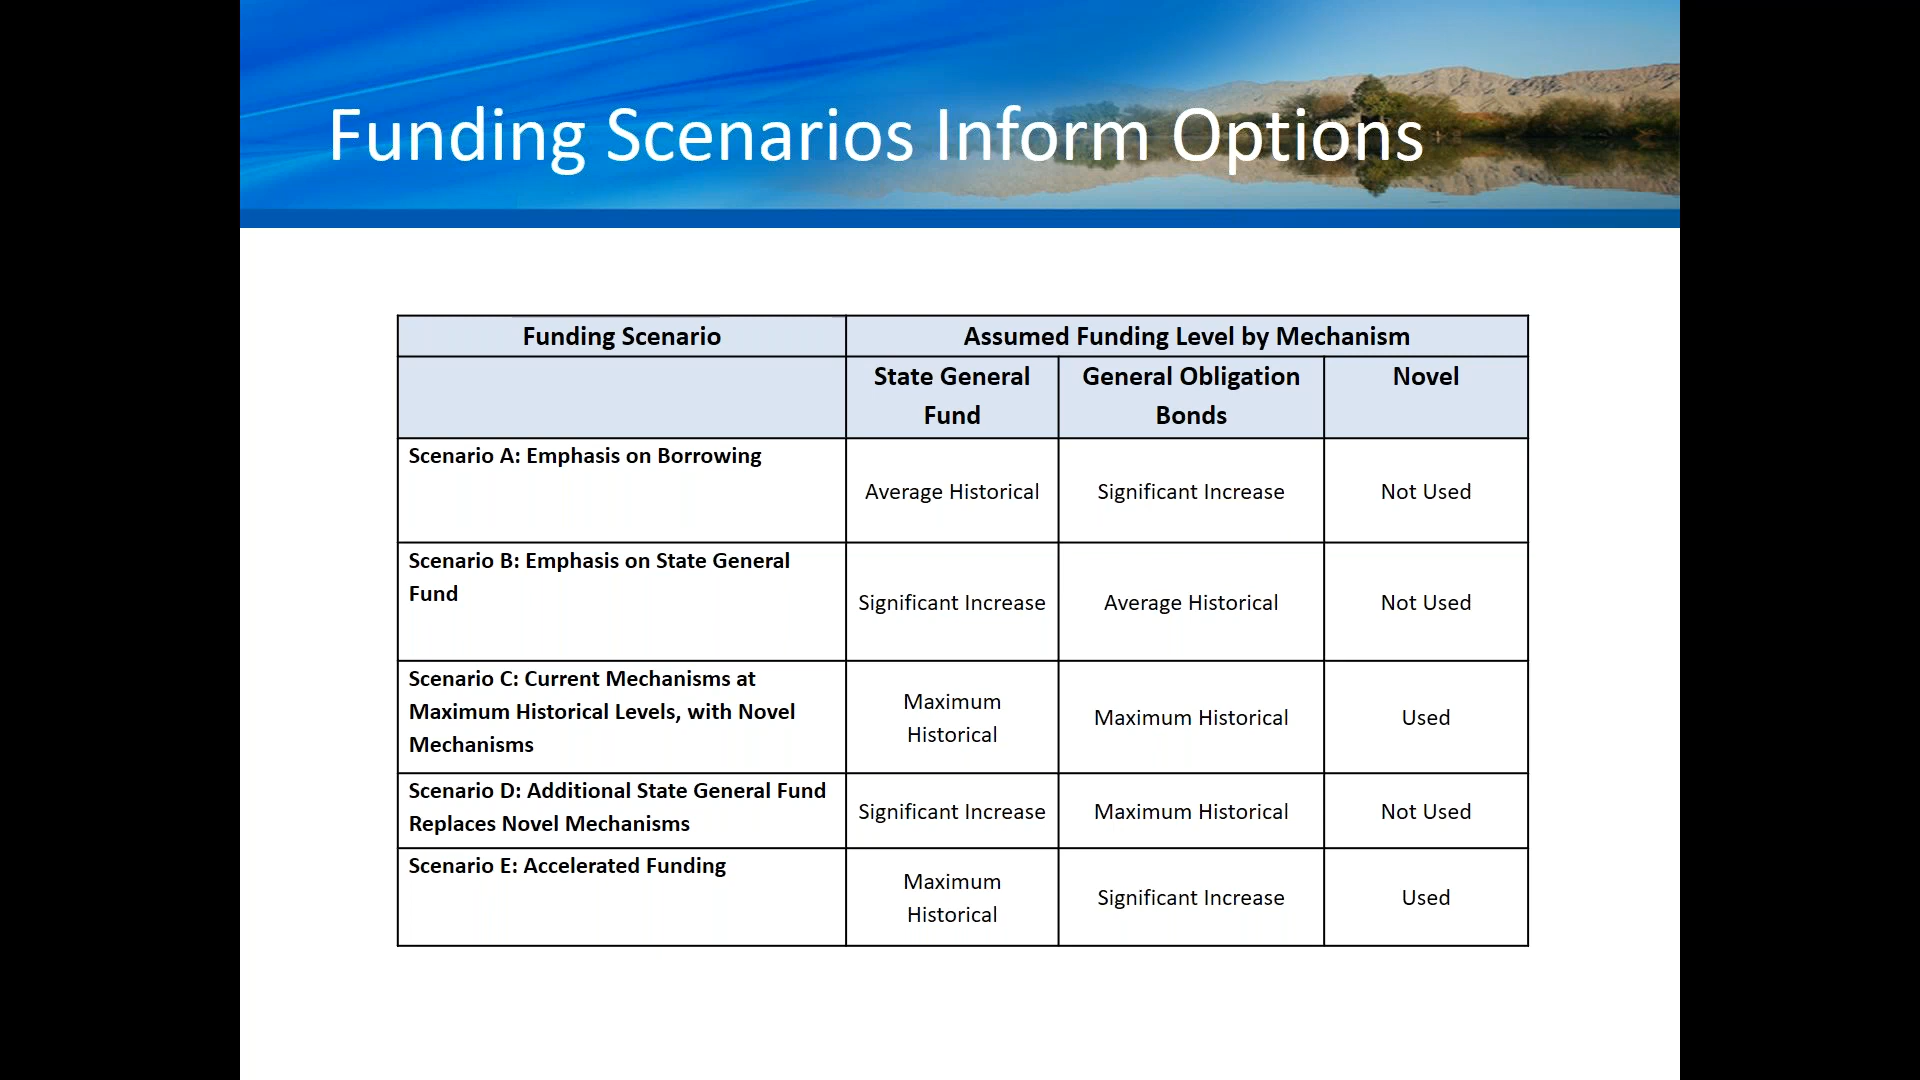 Funding Scenarios Inform Options
Funding Scenario
Assumed Funding Level by Mechanism
State General
Fund
General Obligation
Bonds
Novel
Scenario A: Emphasis on Borrowing
Average Historical
Significant Increase
Not Used
Scenario B: Emphasis on State General
Fund
Significant Increase
Average Historical
Not Used
Scenario C: Current Mechanisms at
Maximum Historical Levels, with Novel
Mechanisms
Maximum
Historical
Maximum Historical
Used
Scenario D: Additional State General Fund
Replaces Novel Mechanisms
Significant Increase
Maximum Historical
Not Used
Scenario E: Accelerated Funding
Maximum
Historical
Significant Increase
Used